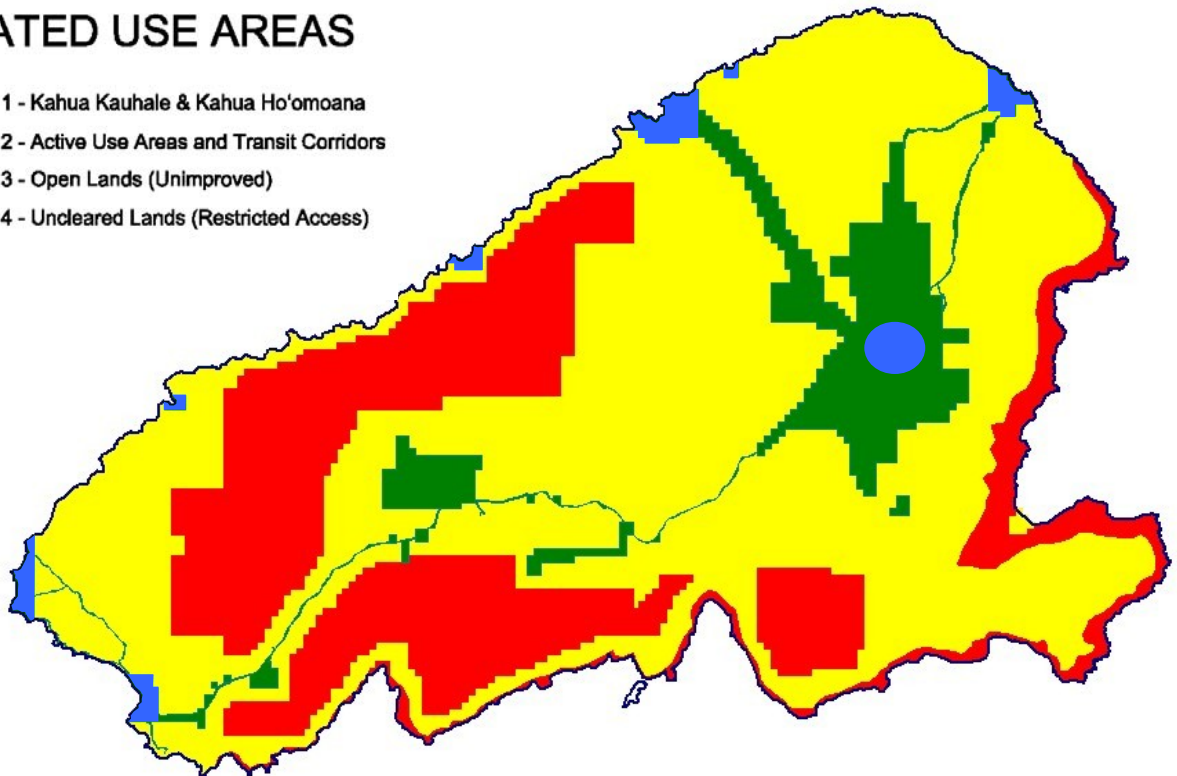 ATED USE AREAS
1 - Kahua Kauhale & Kahua Ho'omoana
2 - Active Use Areas and Transit Corridors
3 - Open Lands (Unimproved)
4 - Uncleared Lands (Restricted Access)